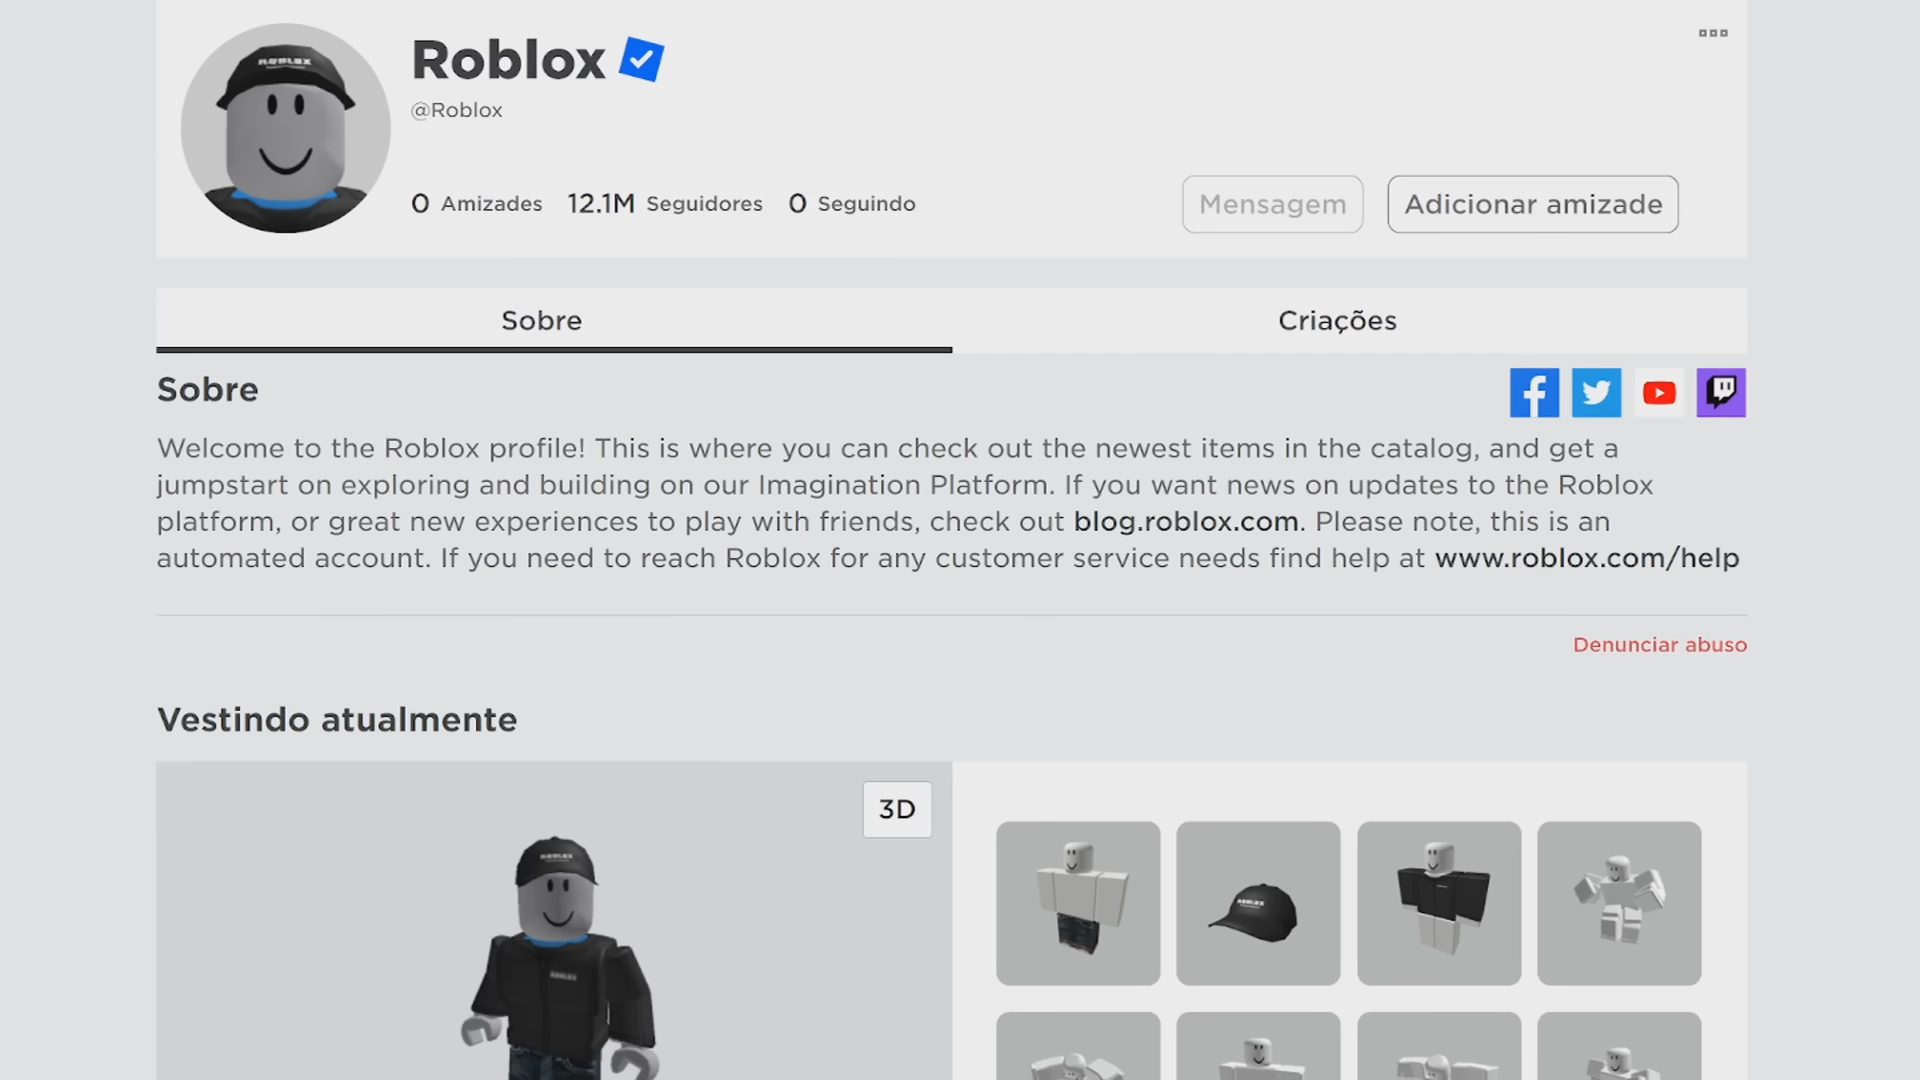 Roblox
@Roblox
0 Amizades 12.1M Seguidores 0 Seguindo
Mensagem
Adicionar amizade
Sobre
Criações
Sobre
Welcome to the Roblox profile! This is where you can check out the newest items in the catalog, and get a
jumpstart on exploring and building on our Imagination Platform. If you want news on updates to the Roblox
platform, or great new experiences to play with friends, check out blog.roblox.com. Please note, this is an
automated account. If you need to reach Roblox for any customer service needs find help at www.roblox.com/help
Denunciar abuso
Vestindo atualmente
3D
ROBLOX
ROBLOX
ROBLOX
ROBLOX